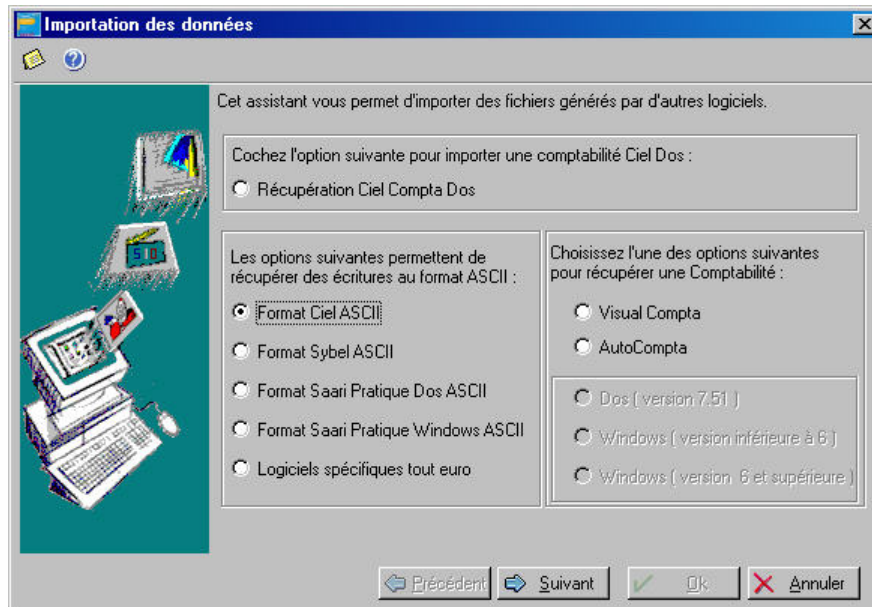 Importation des données
Cet assistant vous permet d'importer des fichiers générés par d'autres logiciels.
Cochez l'option suivante pour importer une comptabilité Ciel Dos :
Récupération Ciel Compta Dos
Les options suivantes permettent de
récupérer des écritures au format ASCII :
Format Ciel ASCII
Format Sybel ASCII
Format Saari Pratique Dos ASCII
Format Saari Pratique Windows ASCII
Logiciels spécifiques tout euro
Choisissez l'une des options suivantes
pour récupérer une Comptabilité :
Visual Compta
AutoCompta
Dos ( version 7.51 )
Windows ( version inférieure à 6 )
Windows ( version 6 et supérieure )
Précédent
Suivant
Ok
Annuler